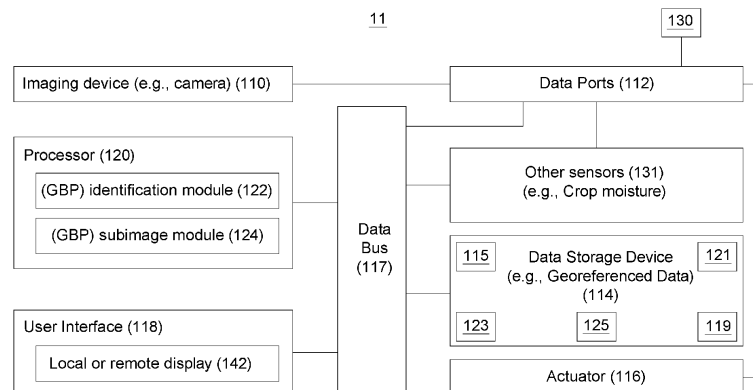 11
130
Imaging device (e.g., camera) (110)
Data Ports (112)
Processor (120)
(GBP) identification module (122)
(GBP) subimage module (124)
Data
Bus
(117)
Other sensors (131)
(e.g., Crop moisture)
115
Data Storage Device
(e.g., Georeferenced Data)
(114)
121
123
125
119
User Interface (118)
Local or remote display (142)
Actuator (116)